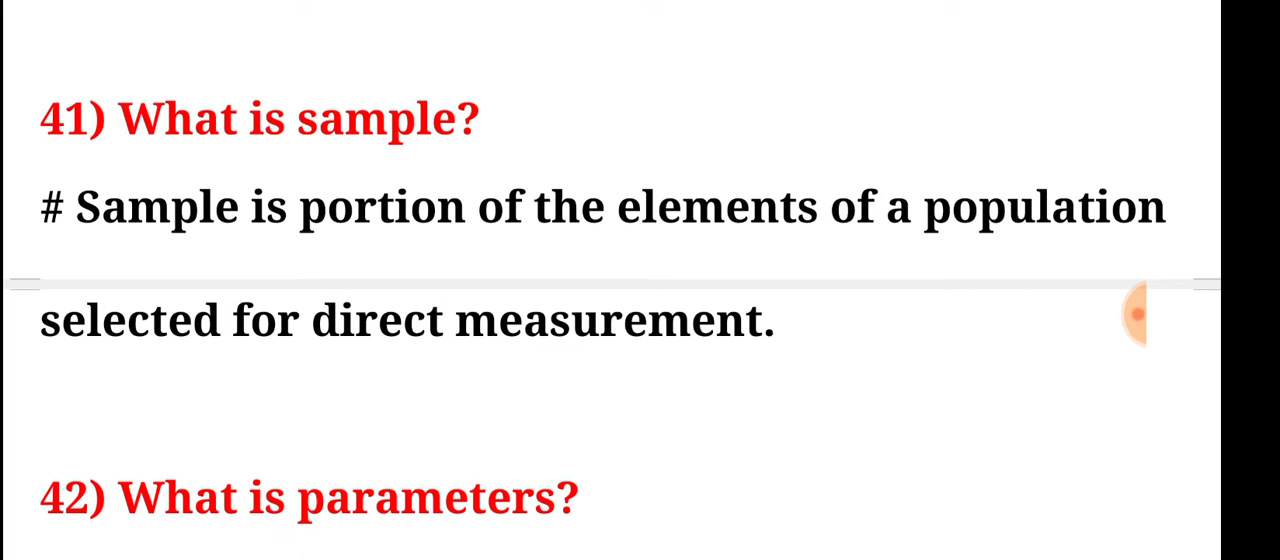 41) What is sample?
# Sample is portion of the elements of a population
selected for direct measurement.
42) What is parameters?